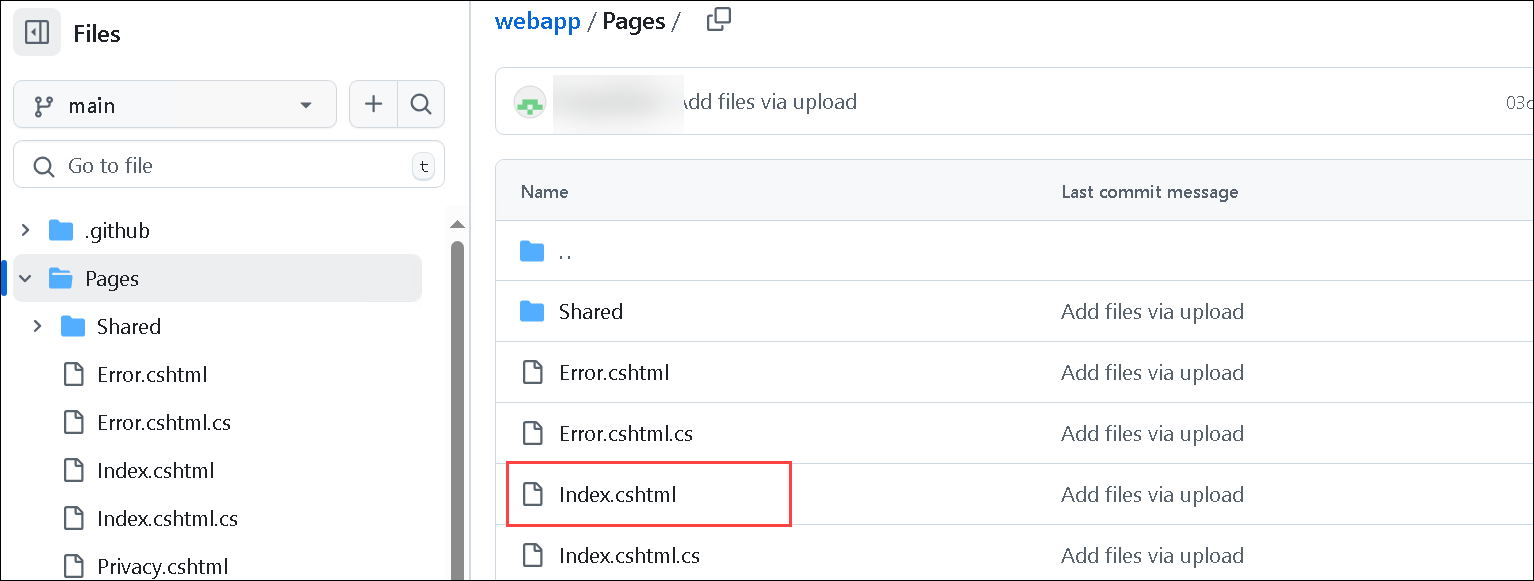 Files
main
Go to file
t
.github
Pages
Shared
Error.cshtml
Error.cshtml.cs
Index.cshtml
Index.cshtml.cs
Privacy.cshtml
webapp / Pages /
Add files via upload
Name Last commit message
..
Shared Add files via upload
Error.cshtml Add files via upload
Error.cshtml.cs Add files via upload
Index.cshtml Add files via upload
Index.cshtml.cs Add files via upload